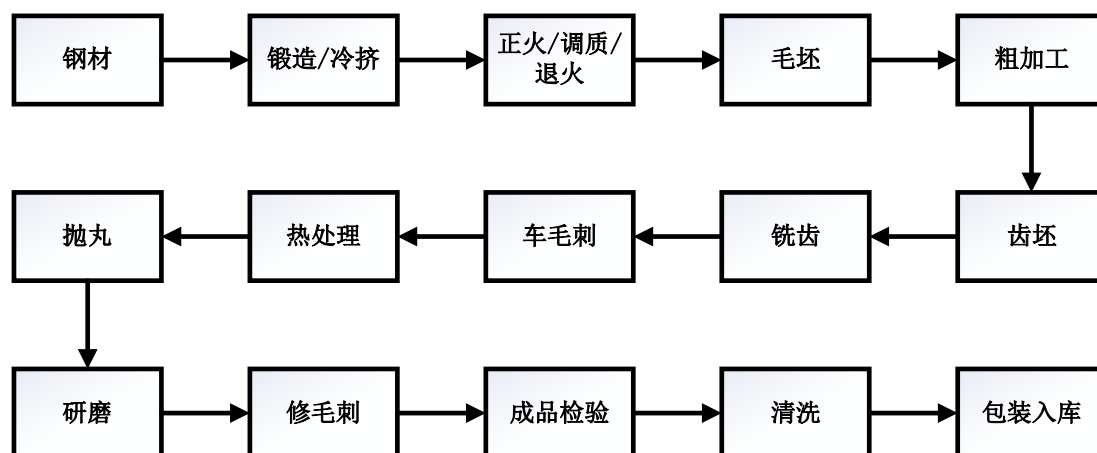 钢材
锻造/冷挤
正火/调质/
退火
毛坯
粗加工
齿坯
铣齿
车毛刺
热处理
抛丸
研磨
修毛刺
成品检验
清洗
包装入库